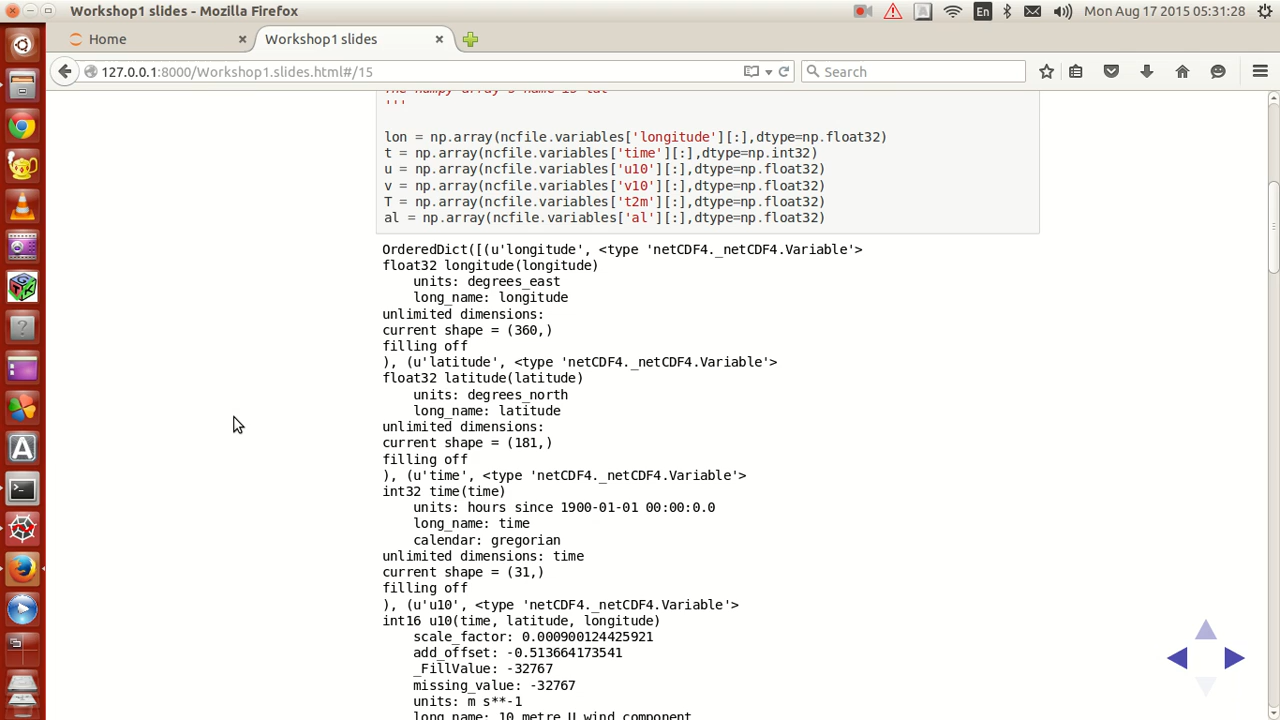 Workshop1 slides - Mozilla Firefox
En
Mon Aug 17 2015 05:31:28
Home
Workshop1 slides
127.0.0.1:8000/Workshop1.slides.html#/15
Search
'''
lon = np.array(ncfile.variables['longitude'][:],dtype=np.float32)
t = np.array(ncfile.variables['time'][:],dtype=np.int32)
u = np.array(ncfile.variables['u10'][:],dtype=np.float32)
v = np.array(ncfile.variables['v10'][:],dtype=np.float32)
T = np.array(ncfile.variables['t2m'][:],dtype=np.float32)
al = np.array(ncfile.variables['al'][:],dtype=np.float32)
OrderedDict([(u'longitude', <type 'netCDF4._netCDF4.Variable'>
float32 longitude(longitude)
units: degrees_east
long_name: longitude
unlimited dimensions:
current shape = (360,)
filling off
), (u'latitude', <type 'netCDF4._netCDF4.Variable'>
float32 latitude(latitude)
units: degrees_north
long_name: latitude
unlimited dimensions:
current shape = (181,)
filling off
), (u'time', <type 'netCDF4._netCDF4.Variable'>
int32 time(time)
units: hours since 1900-01-01 00:00:0.0
long_name: time
calendar: gregorian
unlimited dimensions: time
current shape = (31,)
filling off
), (u'u10', <type 'netCDF4._netCDF4.Variable'>
int16 u10(time, latitude, longitude)
scale_factor: 0.000900124425921
add_offset: -0.513664173541
_FillValue: -32767
missing_value: -32767
units: m s**-1
long_name: 10 metre U wind component